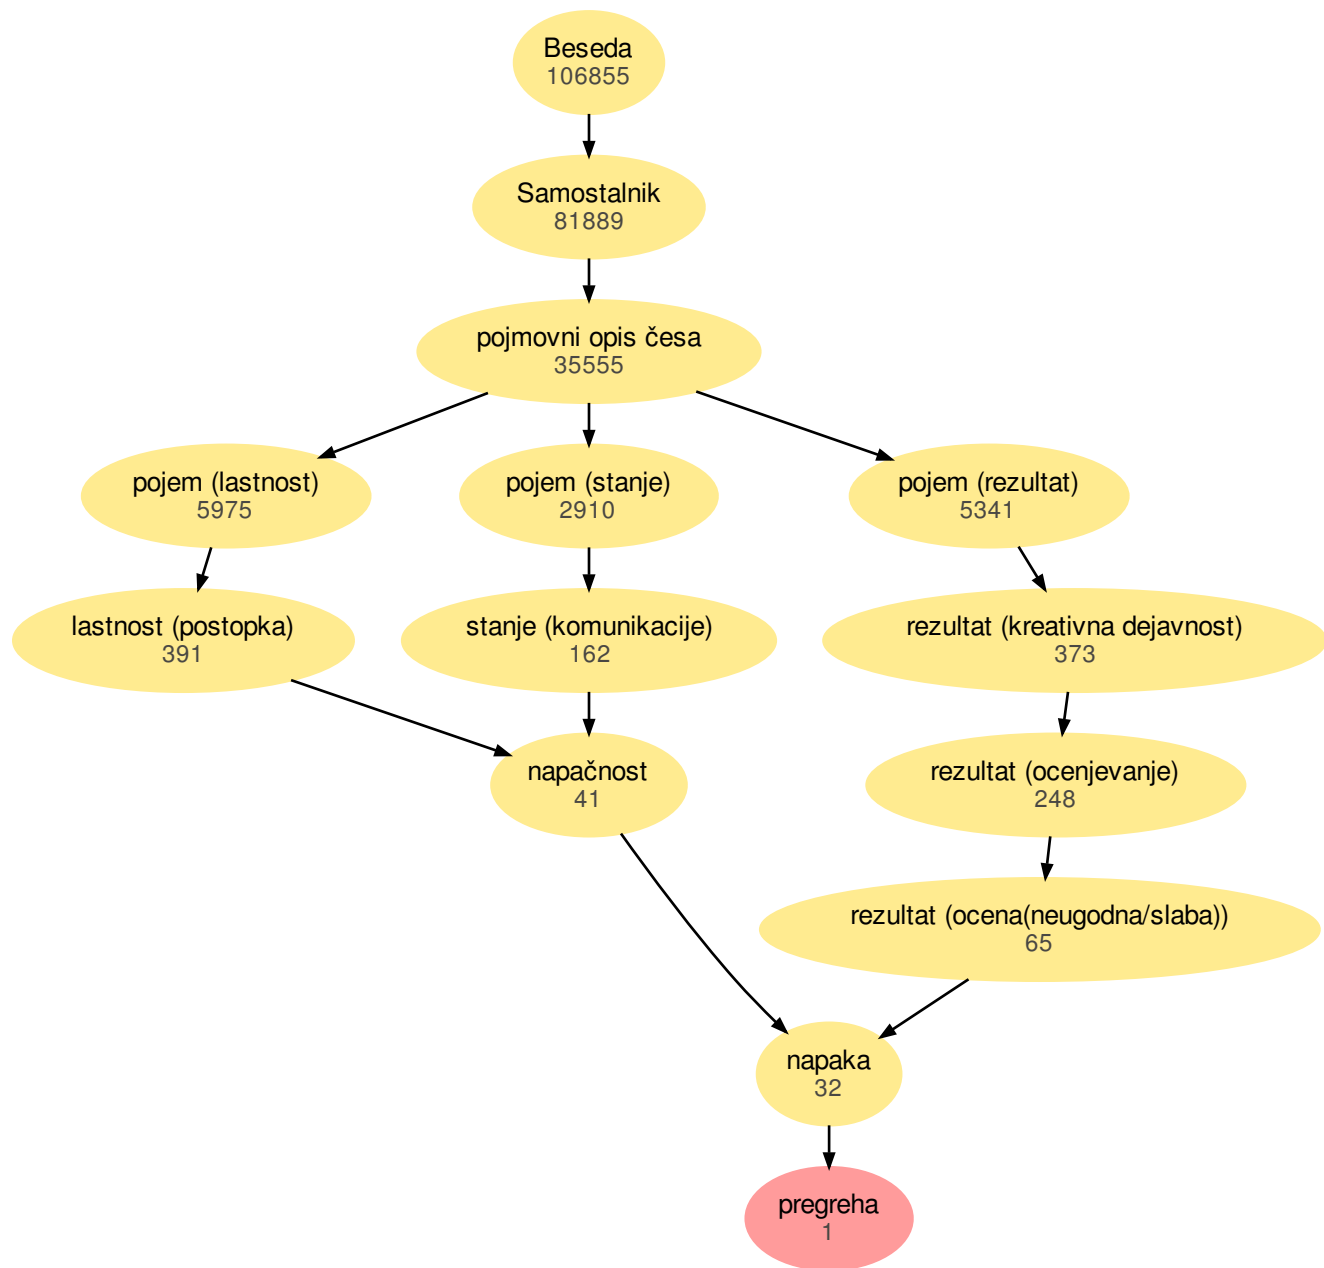 Beseda
106855
Samostalnik
81889
pojmovni opis česa
35555
pojem (lastnost)
5975
pojem (stanje)
2910
pojem (rezultat)
5341
lastnost (postopka)
391
stanje (komunikacije)
162
rezultat (kreativna dejavnost)
373
napačnost
41
rezultat (ocenjevanje)
248
rezultat (ocena(neugodna/slaba))
65
napaka
32
pregreha
1